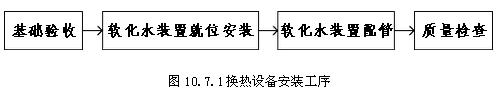 基础验收
软化水装置就位安装
软化水装置配管
质量检查
图 10.7.1换热设备安装工序